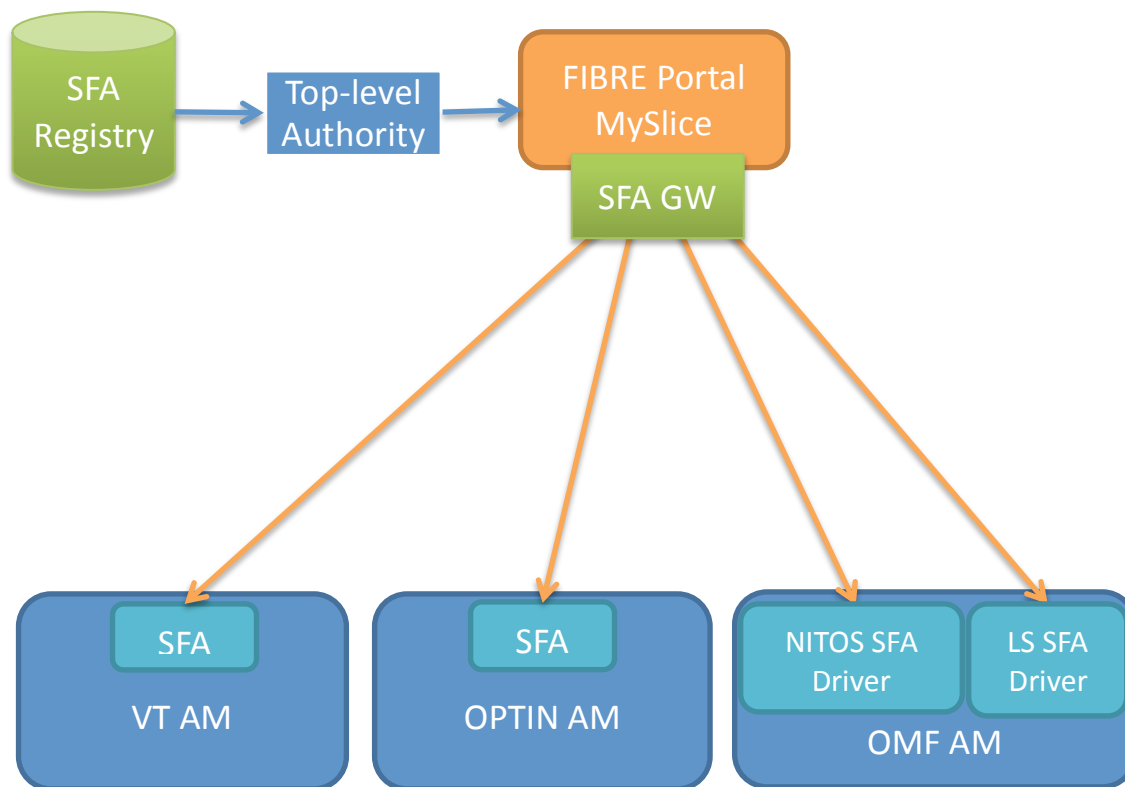 SFA
Registry
Top-level
Authority
FIBRE Portal
MySlice
SFA GW
SFA
VT AM
SFA
OPTIN AM
NITOS SFA
Driver
LS SFA
Driver
OMF AM